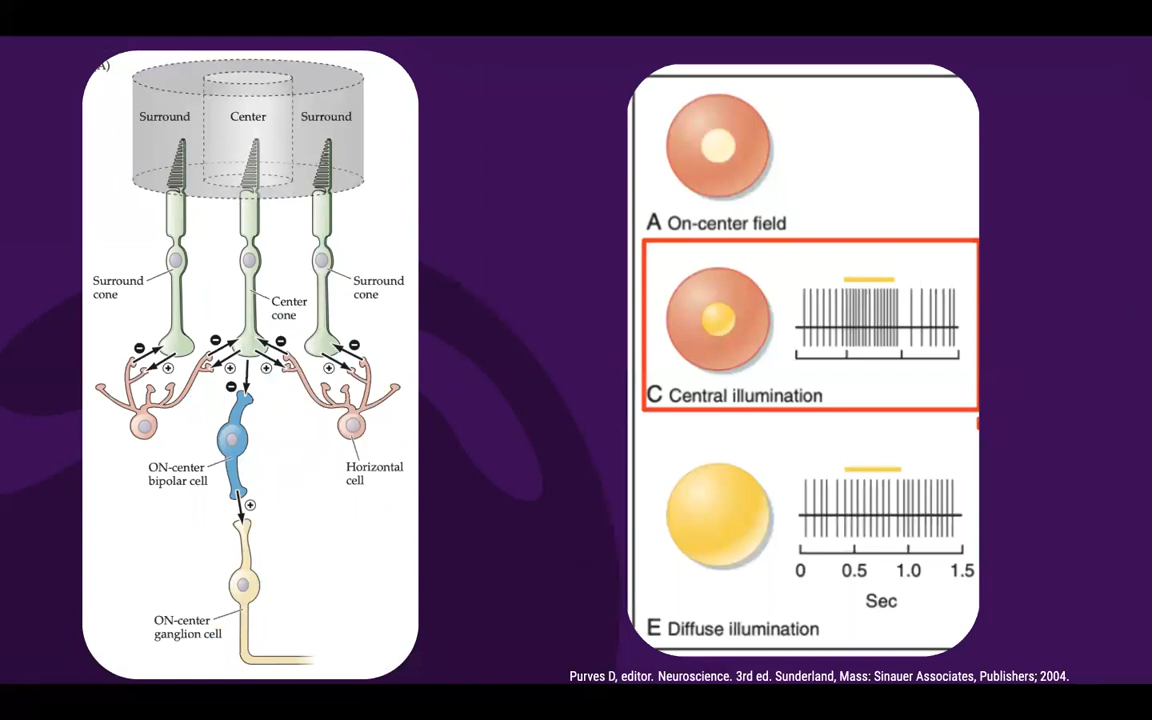 A)
Surround
Center
Surround
Surround
cone
Surround
cone
Center
cone
−
−
−
−
+
+
+
+
−
ON-center
bipolar cell
Horizontal
cell
+
ON-center
ganglion cell
A On-center field
C Central illumination
0 0.5 1.0 1.5
Sec
E Diffuse illumination
Purves D, editor. Neuroscience. 3rd ed. Sunderland, Mass: Sinauer Associates, Publishers; 2004.